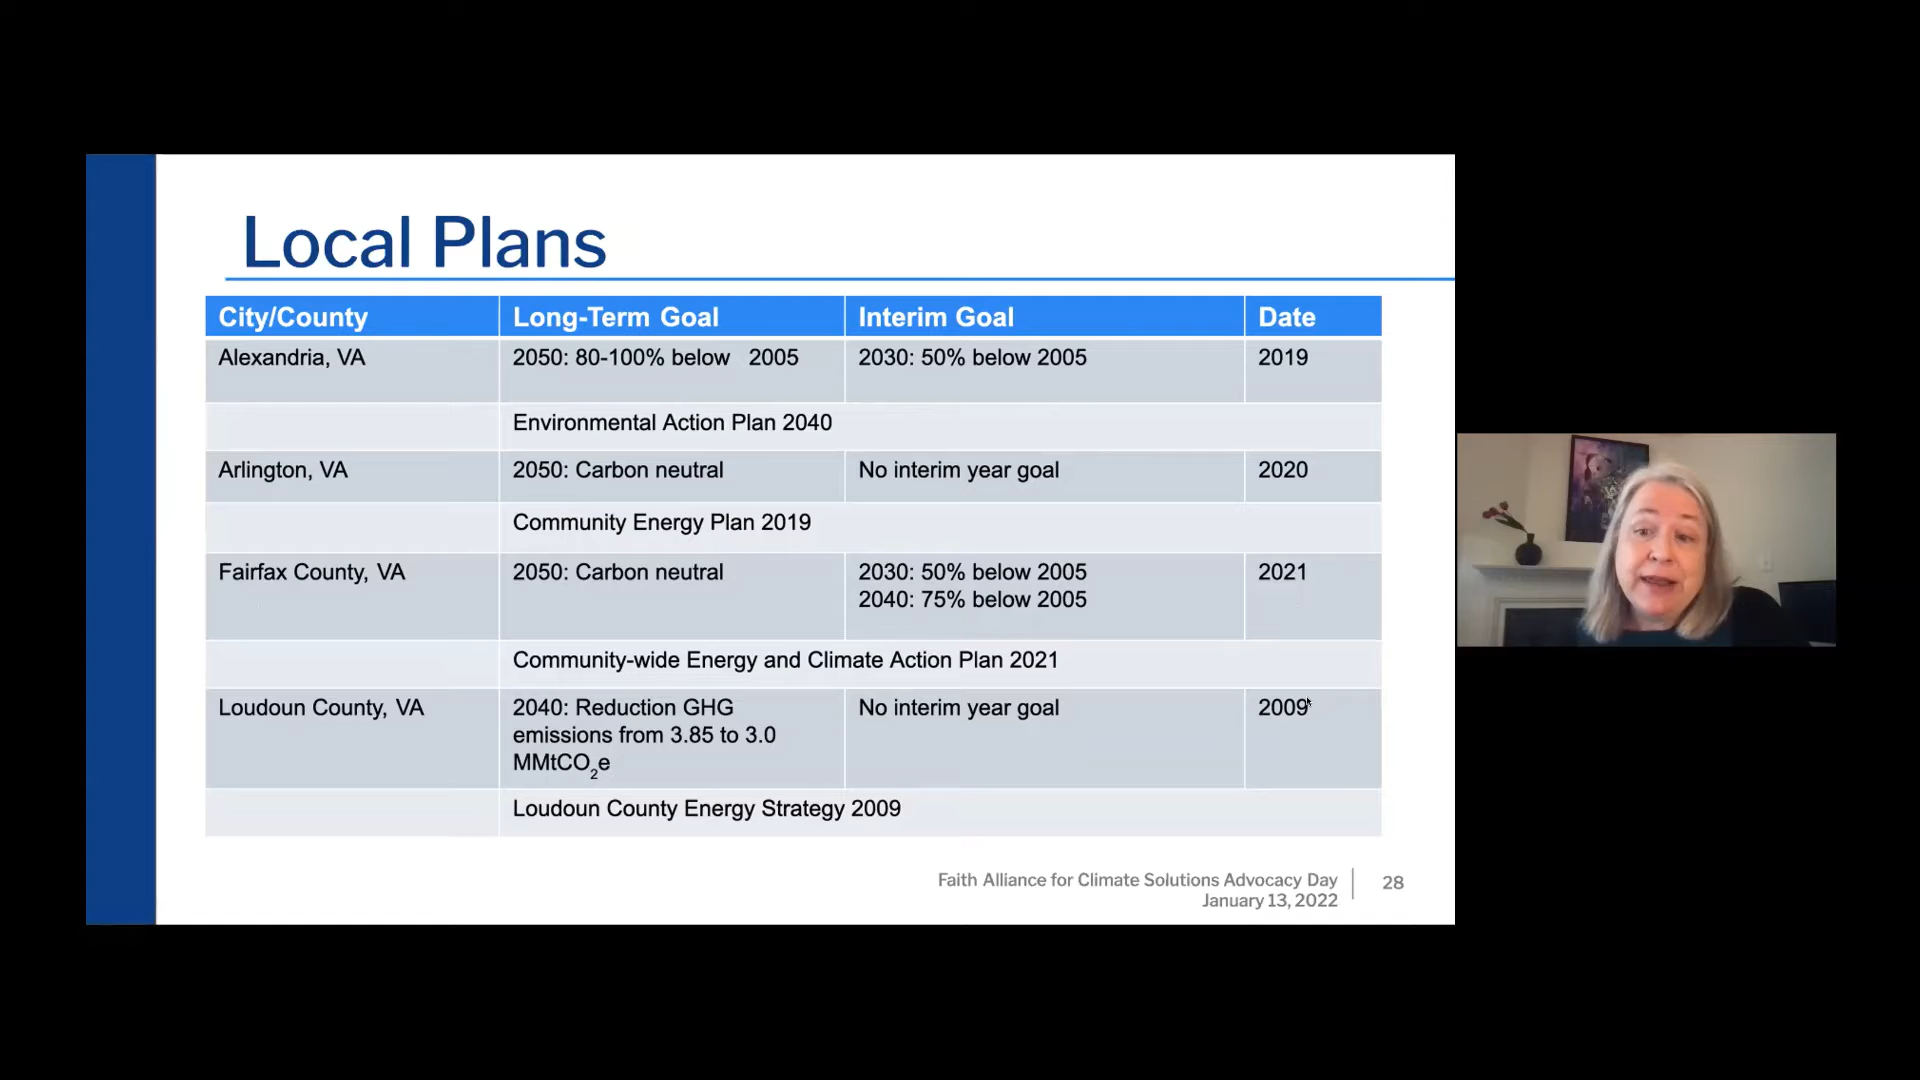 Local Plans
City/County Long-Term Goal Interim Goal Date
Alexandria, VA 2050: 80-100% below 2005 2030: 50% below 2005 2019
Environmental Action Plan 2040
Arlington, VA 2050: Carbon neutral No interim year goal 2020
Community Energy Plan 2019
Fairfax County, VA 2050: Carbon neutral 2030: 50% below 2005 2021
2040: 75% below 2005
Community-wide Energy and Climate Action Plan 2021
Loudoun County, VA 2040: Reduction GHG No interim year goal 2009
emissions from 3.85 to 3.0
MMtCO₂e
Loudoun County Energy Strategy 2009
Faith Alliance for Climate Solutions Advocacy Day 28
January 13, 2022